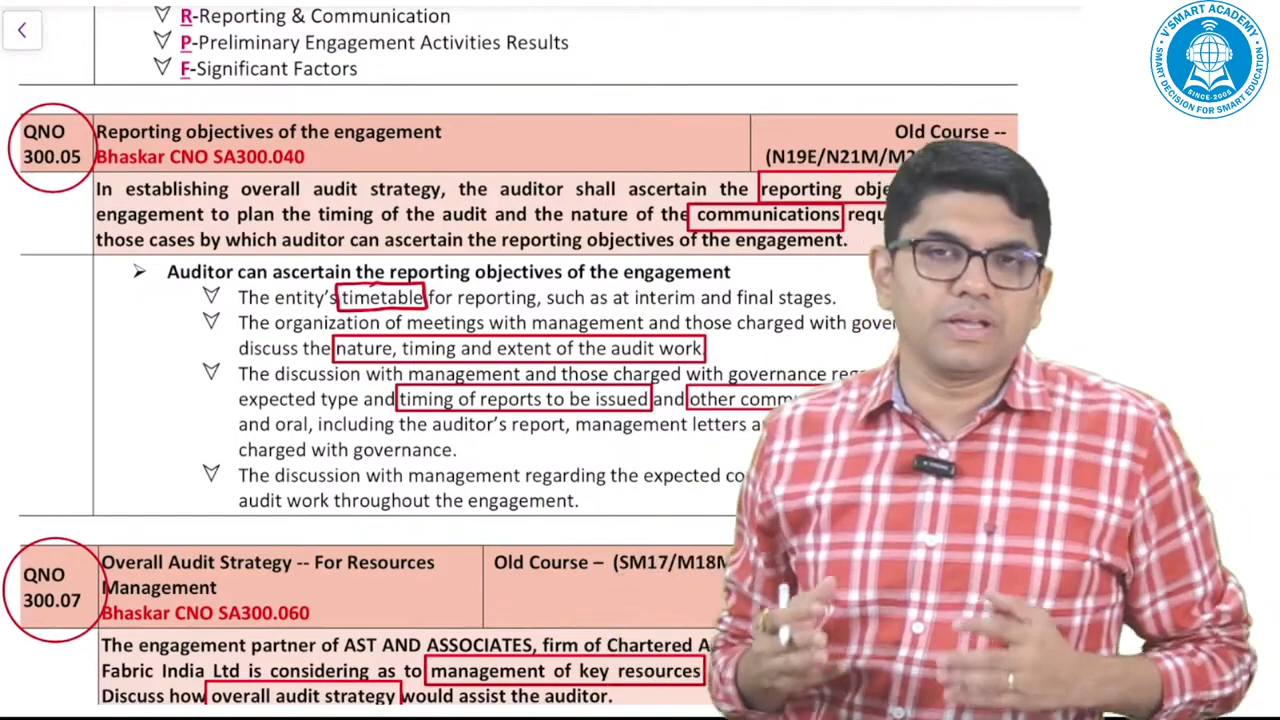 R-Reporting & Communication
P-Preliminary Engagement Activities Results
F-Significant Factors
V'SMART ACADEMY
SMART DECISION FOR SMART EDUCATION
SINCE-2005
QNO 300.05
Reporting objectives of the engagement
Bhaskar CNO SA300.040
Old Course --
(N19E/N21M/M2
In establishing overall audit strategy, the auditor shall ascertain the reporting obje
engagement to plan the timing of the audit and the nature of the communications requ
those cases by which auditor can ascertain the reporting objectives of the engagement.
Auditor can ascertain the reporting objectives of the engagement
The entity's timetable for reporting, such as at interim and final stages.
The organization of meetings with management and those charged with gover
discuss the nature, timing and extent of the audit work.
The discussion with management and those charged with governance reg
expected type and timing of reports to be issued and other comm
and oral, including the auditor's report, management letters a
charged with governance.
The discussion with management regarding the expected co
audit work throughout the engagement.
QNO 300.07
Overall Audit Strategy -- For Resources
Management
Bhaskar CNO SA300.060
Old Course – (SM17/M18M
The engagement partner of AST AND ASSOCIATES, firm of Chartered A
Fabric India Ltd is considering as to management of key resources
Discuss how overall audit strategy would assist the auditor.